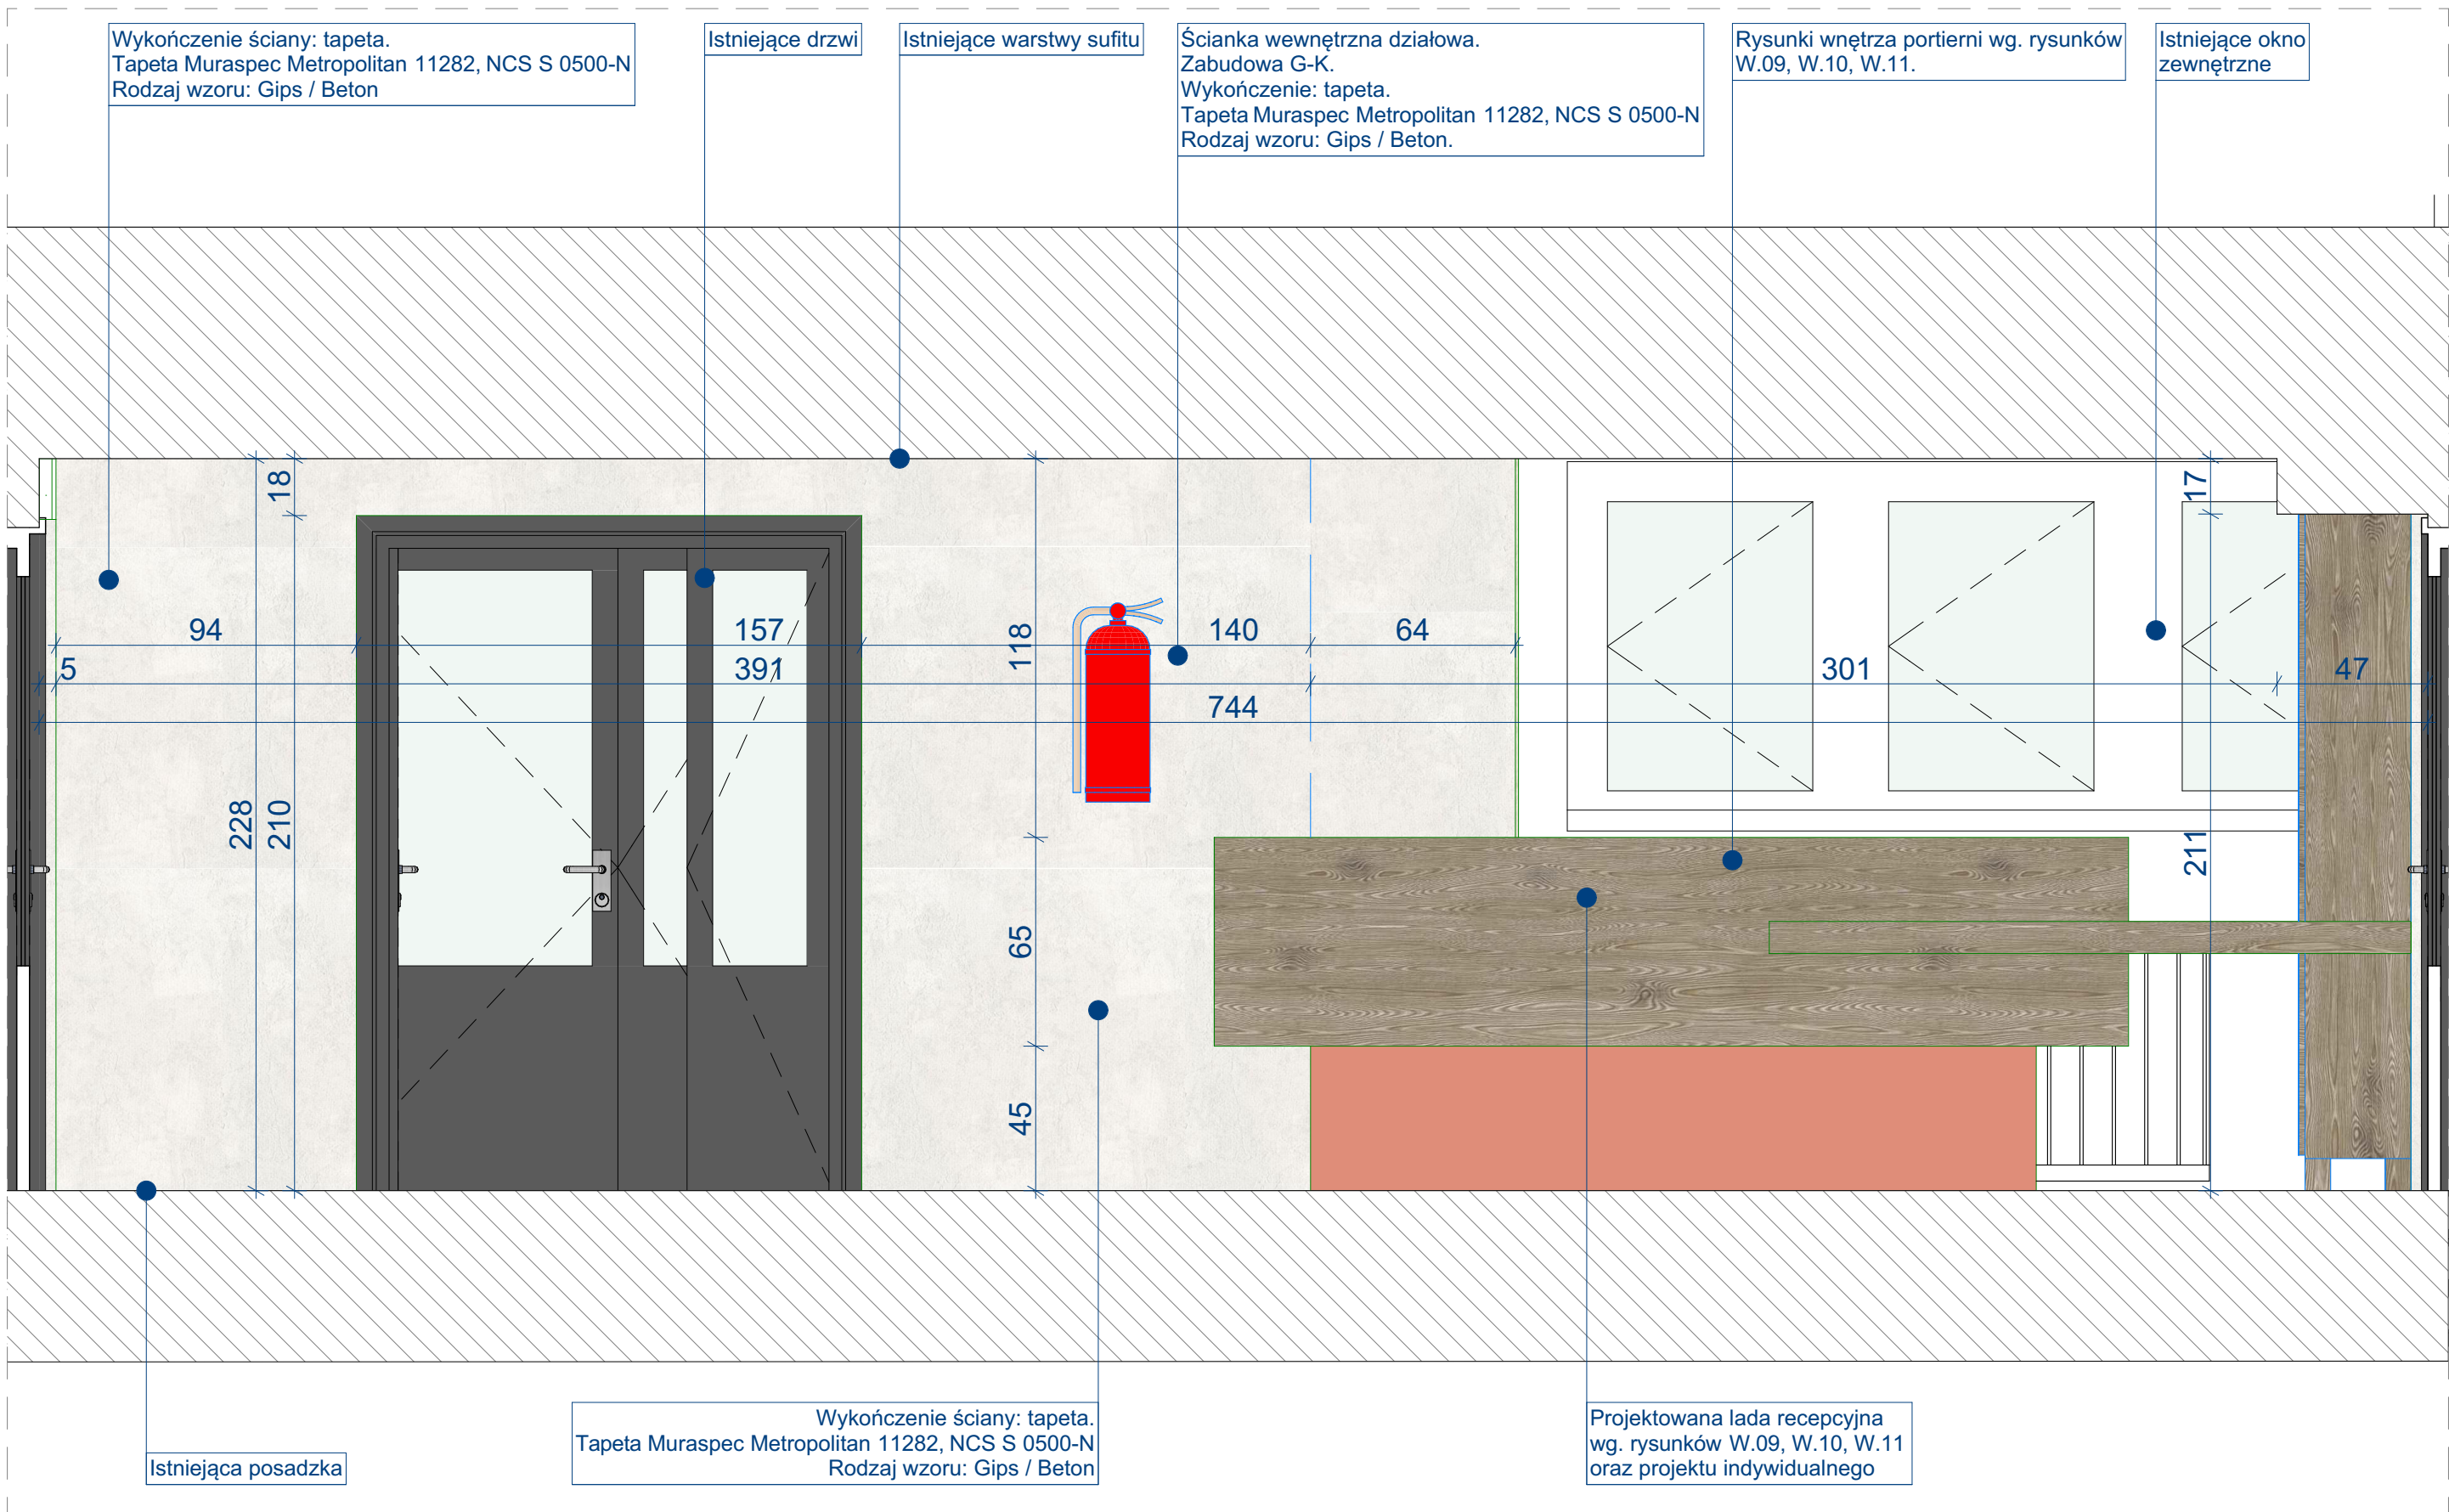 Wykończenie ściany: tapeta.
Tapeta Muraspec Metropolitan 11282, NCS S 0500-N
Rodzaj wzoru: Gips / Beton
Istniejące drzwi
Istniejące warstwy sufitu
Ścianka wewnętrzna działowa.
Zabudowa G-K.
Wykończenie: tapeta.
Tapeta Muraspec Metropolitan 11282, NCS S 0500-N
Rodzaj wzoru: Gips / Beton.
Rysunki wnętrza portierni wg. rysunków
W.09, W.10, W.11.
Istniejące okno
zewnętrzne
18
17
94
157
118
140
64
5
391
301
47
744
228
210
211
65
45
Wykończenie ściany: tapeta.
Tapeta Muraspec Metropolitan 11282, NCS S 0500-N
Rodzaj wzoru: Gips / Beton
Projektowana lada recepcyjna
wg. rysunków W.09, W.10, W.11
oraz projektu indywidualnego
Istniejąca posadzka